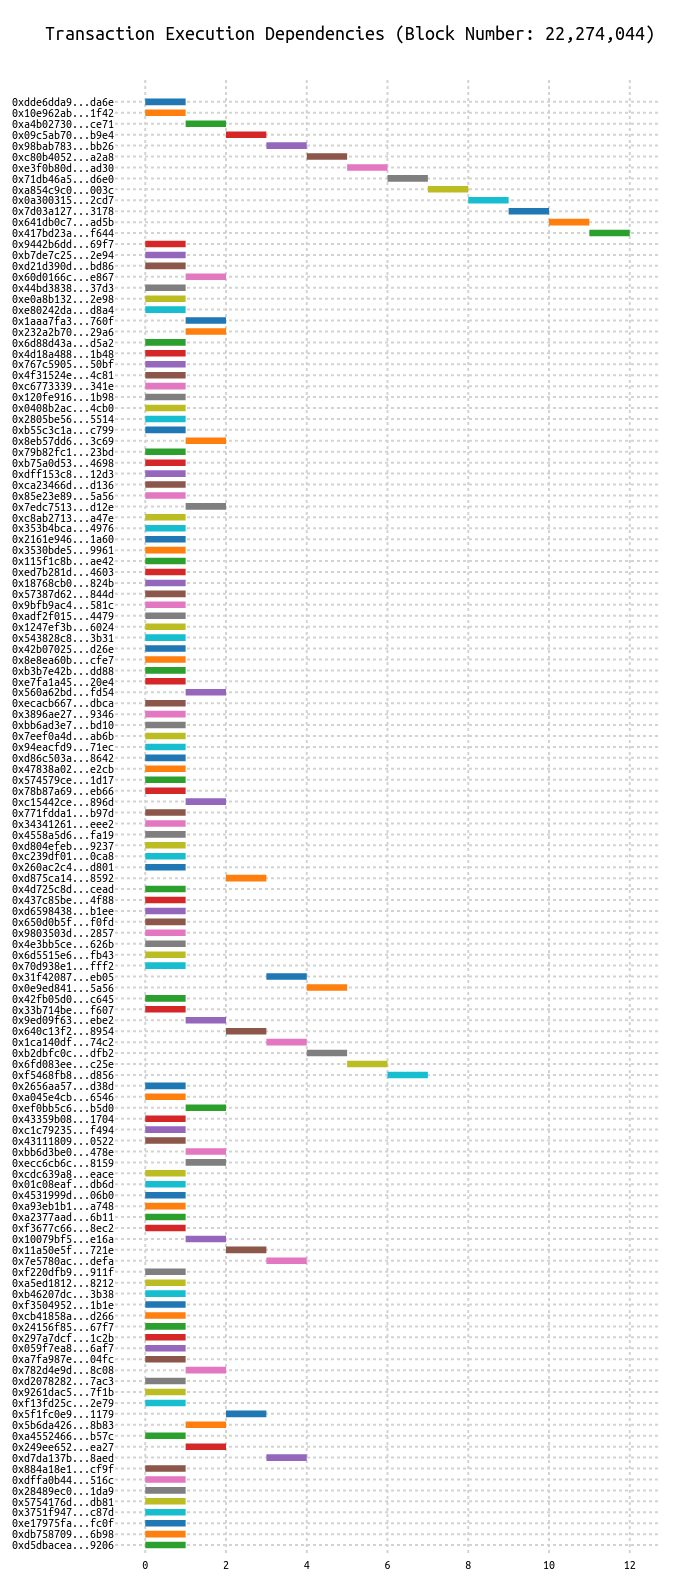 Transaction Execution Dependencies (Block Number: 22,274,044)
0xdde6dda9...da6e
0x10e962ab...1f42
0xa4b02730...ce71
0x09c5ab70...b9e4
0x98bab783...bb26
0xc80b4052...a2a8
0xe3f0b80d...ad30
0x71db46a5...d6e0
0xa854c9c0...003c
0x0a300315...2cd7
0x7d03a127...3178
0x641db0c7...ad5b
0x417bd23a...f644
0x9442b6dd...69f7
0xb7de7c25...2e94
0xd21d390d...bd86
0x60d0166c...e867
0x44bd3838...37d3
0xe0a8b132...2e98
0xe80242da...d8a4
0x1aaa7fa3...760f
0x232a2b70...29a6
0x6d88d43a...d5a2
0x4d18a488...1b48
0x767c5905...50bf
0x4f31524e...4c81
0xc6773339...341e
0x120fe916...1b98
0x0408b2ac...4cb0
0x2805be56...5514
0xb55c3c1a...c799
0x8eb57dd6...3c69
0x79b82fc1...23bd
0xb75a0d53...4698
0xdff153c8...12d3
0xca23466d...d136
0x85e23e89...5a56
0x7edc7513...d12e
0xc8ab2713...a47e
0x353b4bca...4976
0x2161e946...1a60
0x3530bde5...9961
0x115f1c8b...ae42
0xed7b281d...4603
0x18768cb0...824b
0x57387d62...844d
0x9bfb9ac4...581c
0xadf2f015...4479
0x1247ef3b...6024
0x543828c8...3b31
0x42b07025...d26e
0x8e8ea60b...cfe7
0xb3b7e42b...dd88
0xe7fa1a45...20e4
0x560a62bd...fd54
0xecacb667...dbca
0x3896ae27...9346
0xbb6ad3e7...bd10
0x7eef0a4d...ab6b
0x94eacfd9...71ec
0xd86c503a...8642
0x47838a02...e2cb
0x574579ce...1d17
0x78b87a69...eb66
0xc15442ce...896d
0x771fdda1...b97d
0x34341261...eee2
0x4558a5d6...fa19
0xd804efeb...9237
0xc239df01...0ca8
0x260ac2c4...d801
0xd875ca14...8592
0x4d725c8d...cead
0x437c85be...4f88
0xd6598438...b1ee
0x650d0b5f...f0fd
0x9803503d...2857
0x4e3bb5ce...626b
0x6d5515e6...fb43
0x70d938e1...fff2
0x31f42087...eb05
0x0e9ed841...5a56
0x42fb05d0...c645
0x33b714be...f607
0x9ed09f63...ebe2
0x640c13f2...8954
0x1ca140df...74c2
0xb2dbfc0c...dfb2
0x6fd083ee...c25e
0xf5468fb8...d856
0x2656aa57...d38d
0xa045e4cb...6546
0xef0bb5c6...b5d0
0x43359b08...1704
0xc1c79235...f494
0x43111809...0522
0xbb6d3be0...478e
0xecc6cb6c...8159
0xcdc639a8...eace
0x01c08eaf...db6d
0x4531999d...06b0
0xa93eb1b1...a748
0xa2377aad...6b11
0xf3677c66...8ec2
0x10079bf5...e16a
0x11a50e5f...721e
0x7e5780ac...defa
0xf220dfb9...911f
0xa5ed1812...8212
0xb46207dc...3b38
0xf3504952...1b1e
0xcb41858a...d266
0x24156f85...67f7
0x297a7dcf...1c2b
0x059f7ea8...6af7
0xa7fa987e...04fc
0x782d4e9d...8c08
0xd2078282...7ac3
0x9261dac5...7f1b
0xf13fd25c...2e79
0x5f1fc0e9...1179
0x5b6da426...8b83
0xa4552466...b57c
0x249ee652...ea27
0xd7da137b...8aed
0x884a18e1...cf9f
0xdffa0b44...516c
0x28489ec0...1da9
0x5754176d...db81
0x3751f947...c87d
0xe17975fa...fc0f
0xdb758709...6b98
0xd5dbacea...9206
0 2 4 6 8 10 12